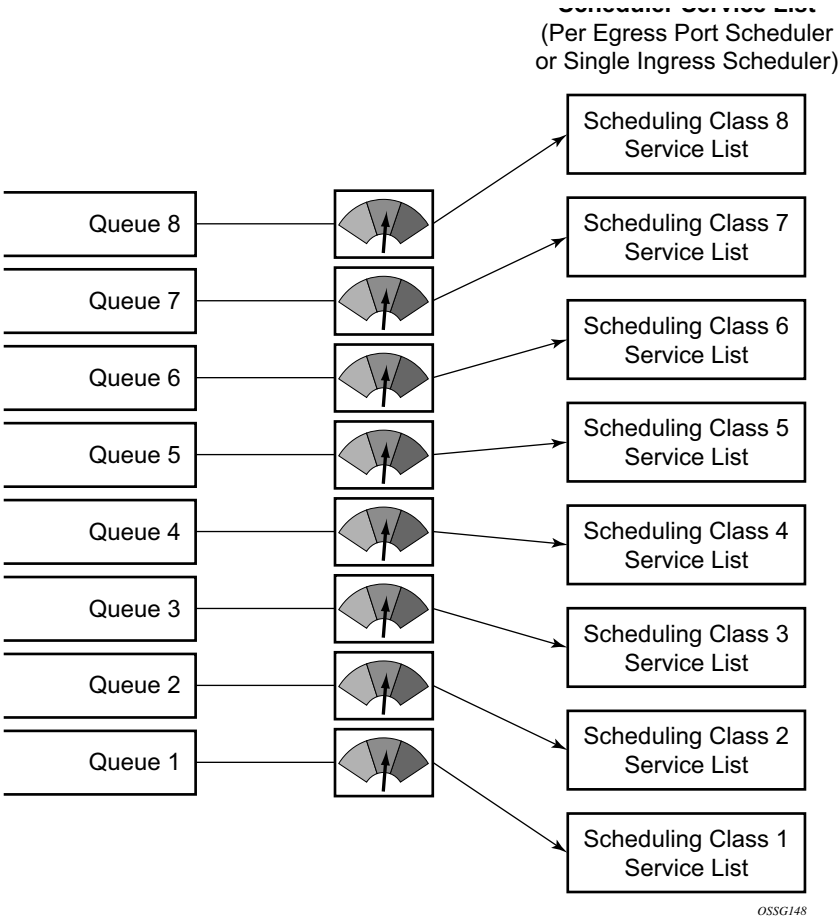 Scheduler Service List
(Per Egress Port Scheduler
or Single Ingress Scheduler)
Scheduling Class 8
Service List
Queue 8
Scheduling Class 7
Service List
Queue 7
Scheduling Class 6
Service List
Queue 6
Scheduling Class 5
Service List
Queue 5
Scheduling Class 4
Service List
Queue 4
Scheduling Class 3
Service List
Queue 3
Scheduling Class 2
Service List
Queue 2
Queue 1
Scheduling Class 1
Service List
OSSG148